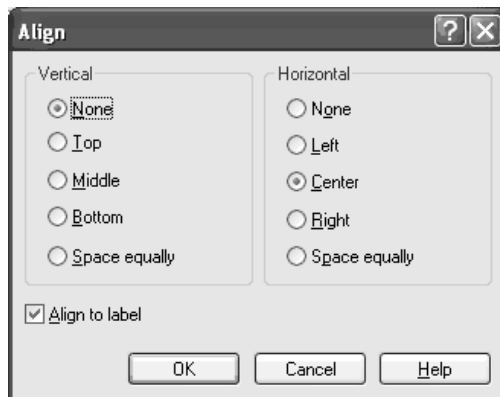 Align
Vertical
None
Top
Middle
Bottom
Space equally
Horizontal
None
Left
Center
Right
Space equally
Align to label
OK
Cancel
Help